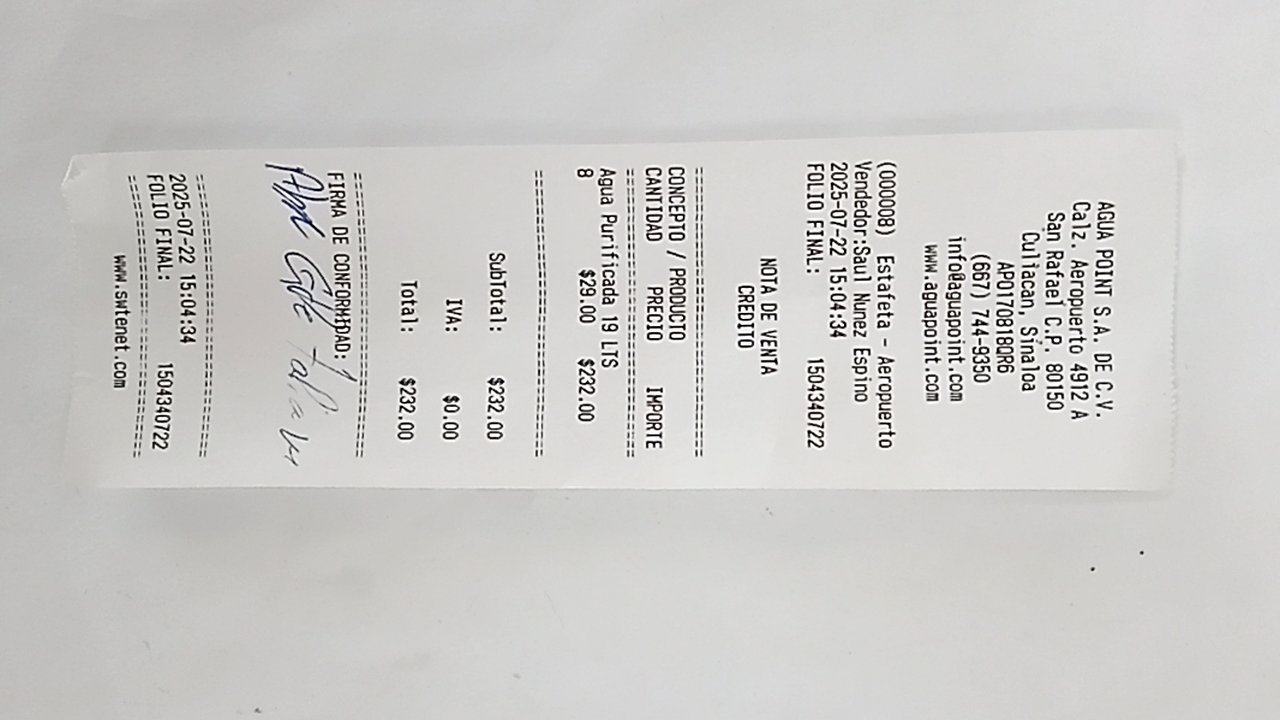 AGUA POINT S.A. DE C.V.
Calz. Aeropuerto 4912 A
San Rafael C.P. 80150
Culiacan, Sinaloa
APO170818QR6
(667) 744-9350
info@aguapoint.com
www.aguapoint.com
(000008) Estafeta - Aeropuerto
Vendedor:Saul Nunez Espino
2025-07-22 15:04:34
FOLIO FINAL: 1504340722
NOTA DE VENTA
CREDITO
CONCEPTO / PRODUCTO
CANTIDAD PRECIO IMPORTE
Agua Purificada 19 LTS
8 $29.00 $232.00
SubTotal: $232.00
IVA: $0.00
Total: $232.00
FIRMA DE CONFORMIDAD:
2025-07-22 15:04:34
FOLIO FINAL: 1504340722
www.swtenet.com